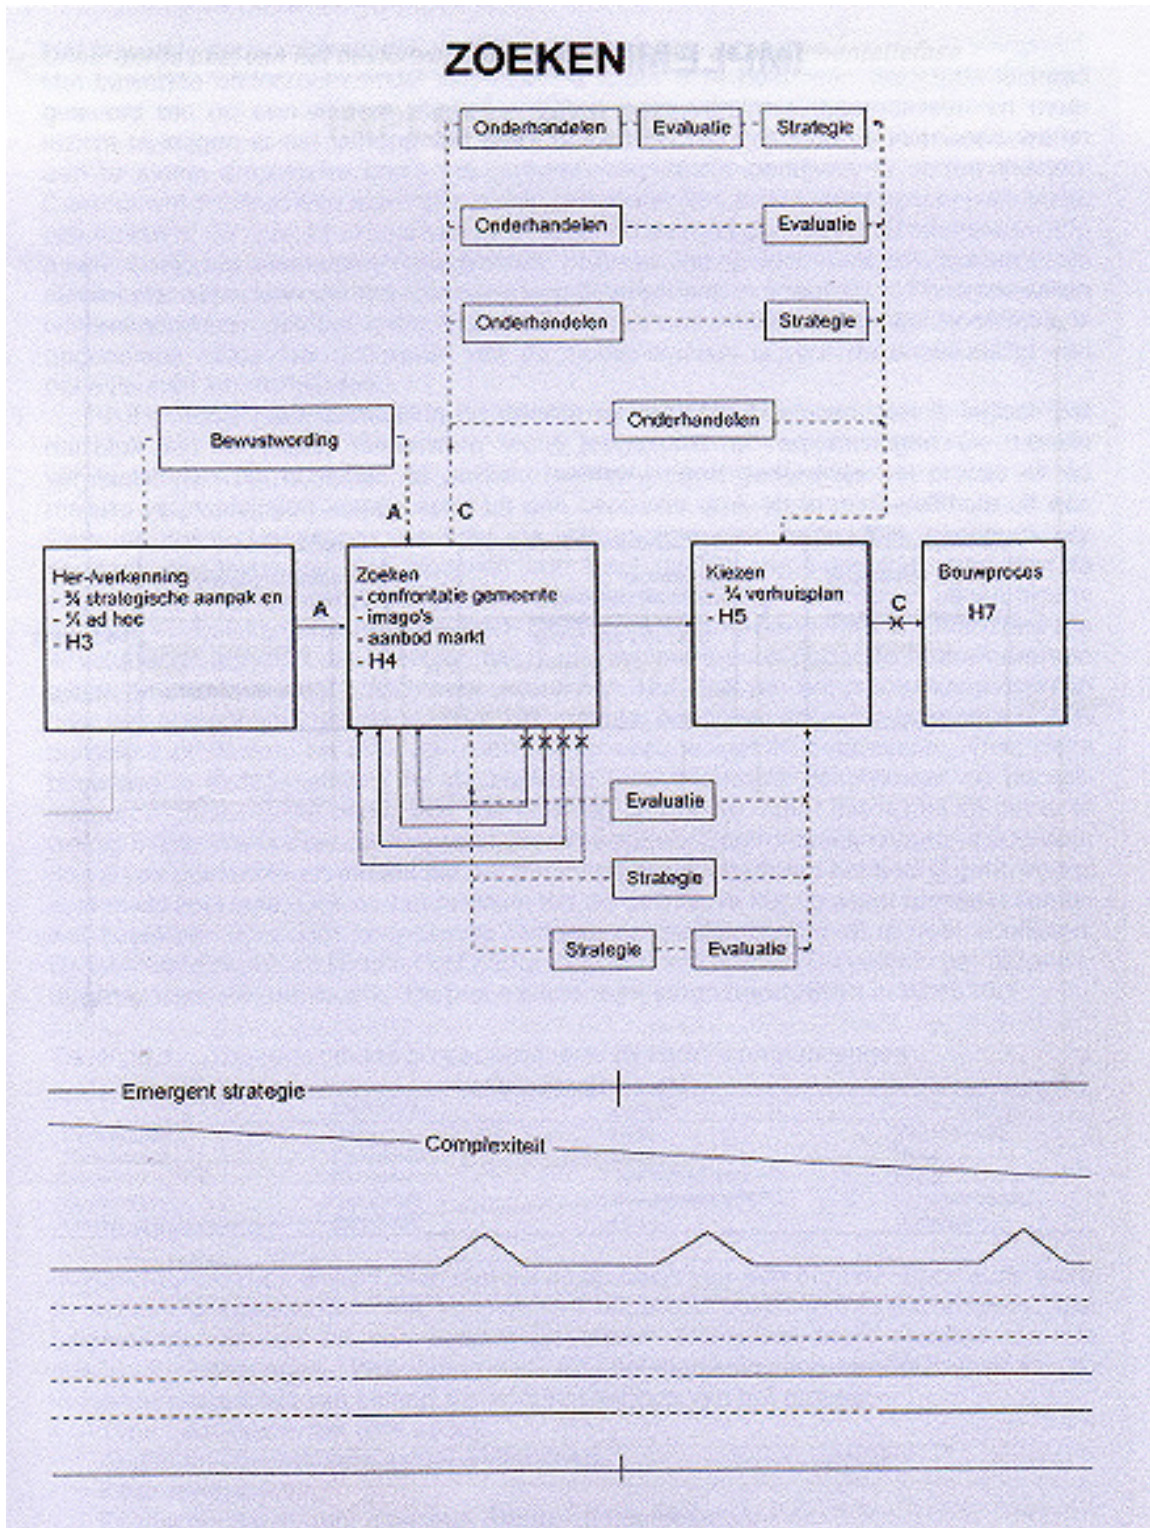 ZOEKEN
Onderhandelen Evaluatie Strategie
Onderhandelen Evaluatie
Onderhandelen Strategie
Onderhandelen
Bewustwording
A C
Her-/verkenning
- ¾ strategische aanpak en
- ¼ ad hoc
- H3
A
Zoeken
- confrontatie gemeente
- imago's
- aanbod markt
- H4
Kiezen
- ¾ verhuisplan
- H5
C
Bouwproces
H7
Evaluatie
Strategie
Strategie Evaluatie
Emergent strategie
Complexiteit